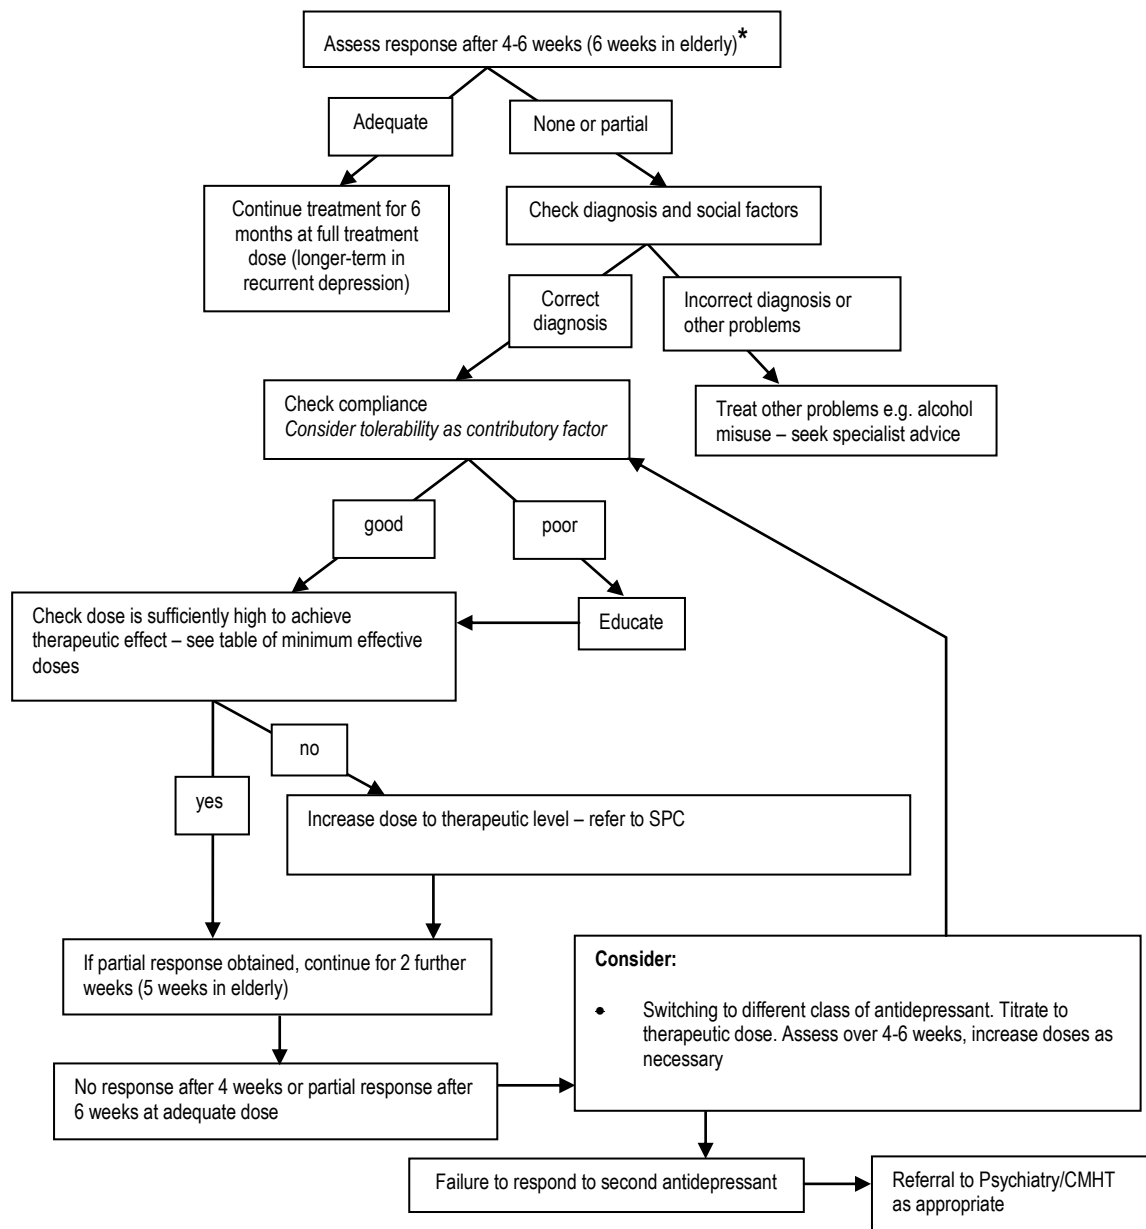 Assess response after 4-6 weeks (6 weeks in elderly)*
Adequate
None or partial
Continue treatment for 6
months at full treatment
dose (longer-term in
recurrent depression)
Check diagnosis and social factors
Correct
diagnosis
Incorrect diagnosis or
other problems
Check compliance
Consider tolerability as contributory factor
Treat other problems e.g. alcohol
misuse – seek specialist advice
good
poor
Check dose is sufficiently high to achieve
therapeutic effect – see table of minimum effective
doses
Educate
no
yes
Increase dose to therapeutic level – refer to SPC
If partial response obtained, continue for 2 further
weeks (5 weeks in elderly)
Consider:
• Switching to different class of antidepressant. Titrate to
therapeutic dose. Assess over 4-6 weeks, increase doses as
necessary
No response after 4 weeks or partial response after
6 weeks at adequate dose
Failure to respond to second antidepressant
Referral to Psychiatry/CMHT
as appropriate